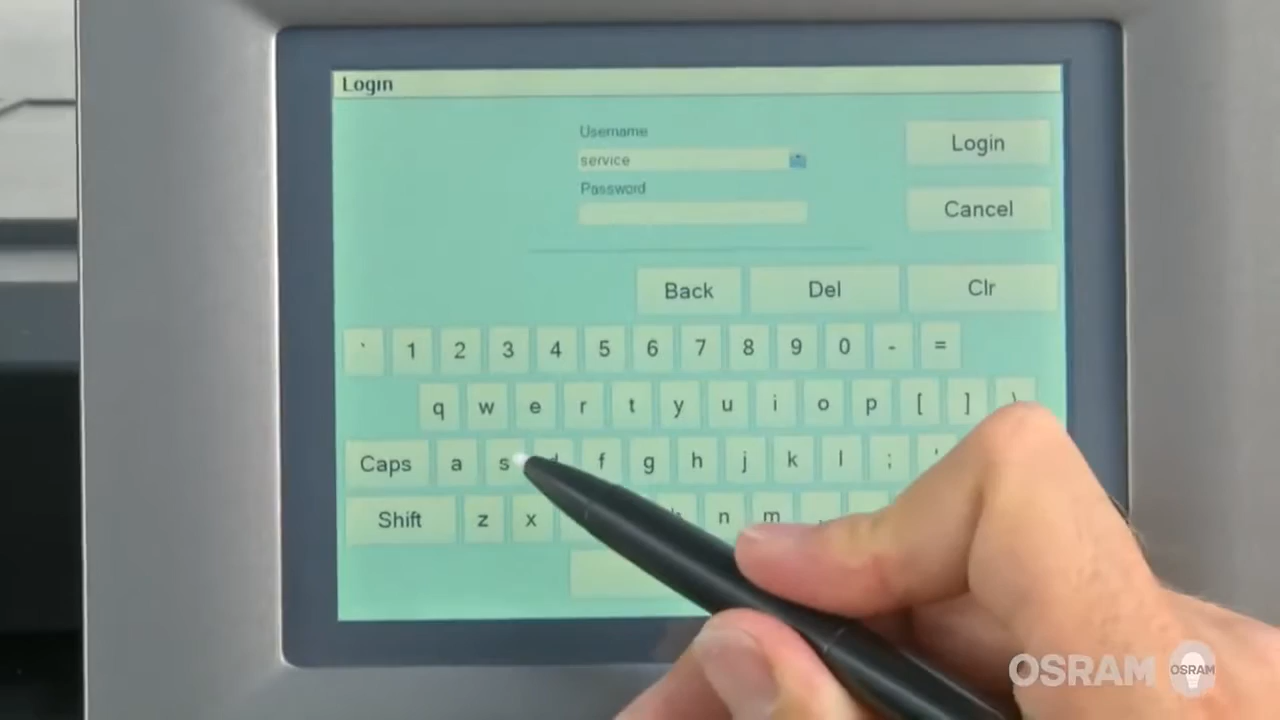 Login
Username
service
Password
Login
Cancel
Back Del Clr
` 1 2 3 4 5 6 7 8 9 0 - =
q w e r t y u i o p [ ] \
Caps a s d f g h j k l ; '
Shift z x n m ,
OSRAM OSRAM